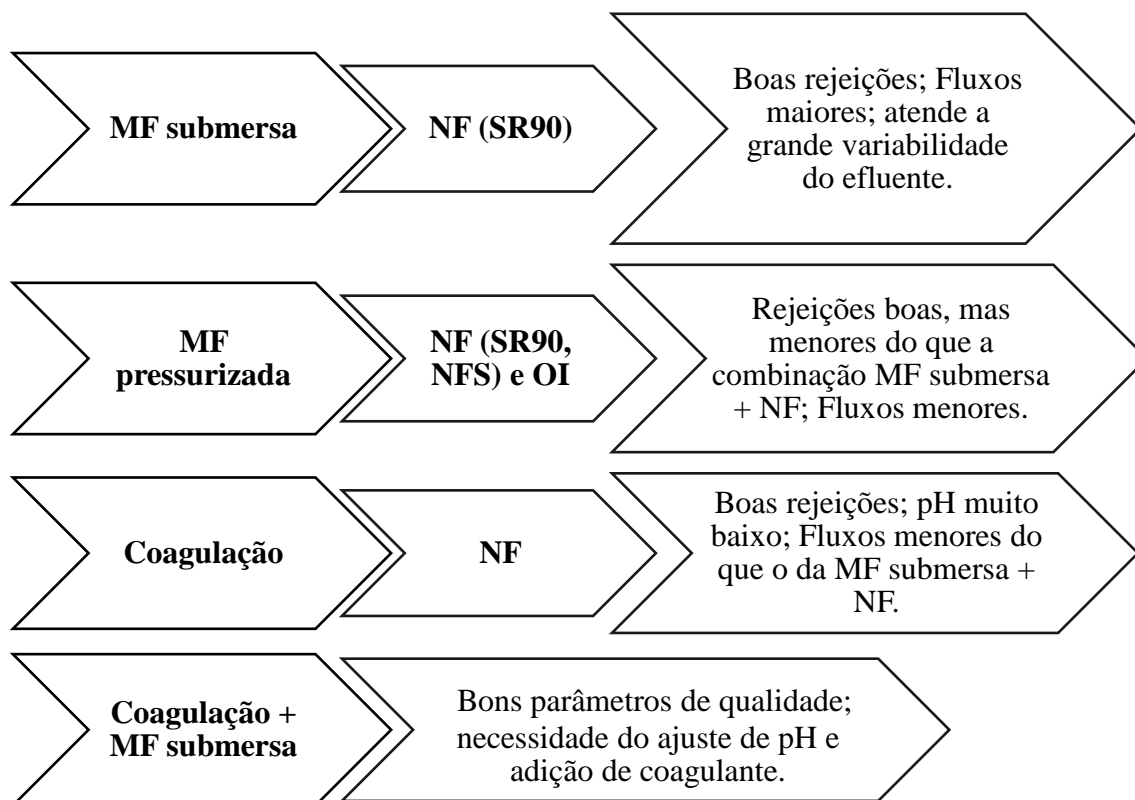 MF submersa
NF (SR90)
Boas rejeições; Fluxos
maiores; atende a
grande variabilidade
do efluente.
MF
pressurizada
NF (SR90,
NFS) e OI
Rejeições boas, mas
menores do que a
combinação MF submersa
+ NF; Fluxos menores.
Coagulação
NF
Boas rejeições; pH muito
baixo; Fluxos menores do
que o da MF submersa +
NF.
Coagulação +
MF submersa
Bons parâmetros de qualidade;
necessidade do ajuste de pH e
adição de coagulante.